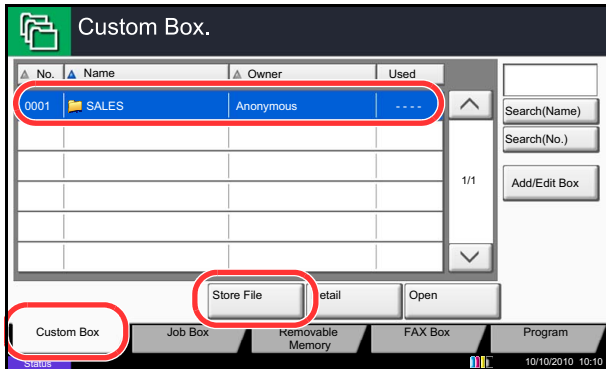 Custom Box.
No. Name Owner Used
0001 SALES Anonymous - - - -
Search(Name)
Search(No.)
1/1
Add/Edit Box
Store File etail Open
Custom Box Job Box Removable Memory FAX Box Program
Status 10/10/2010 10:10